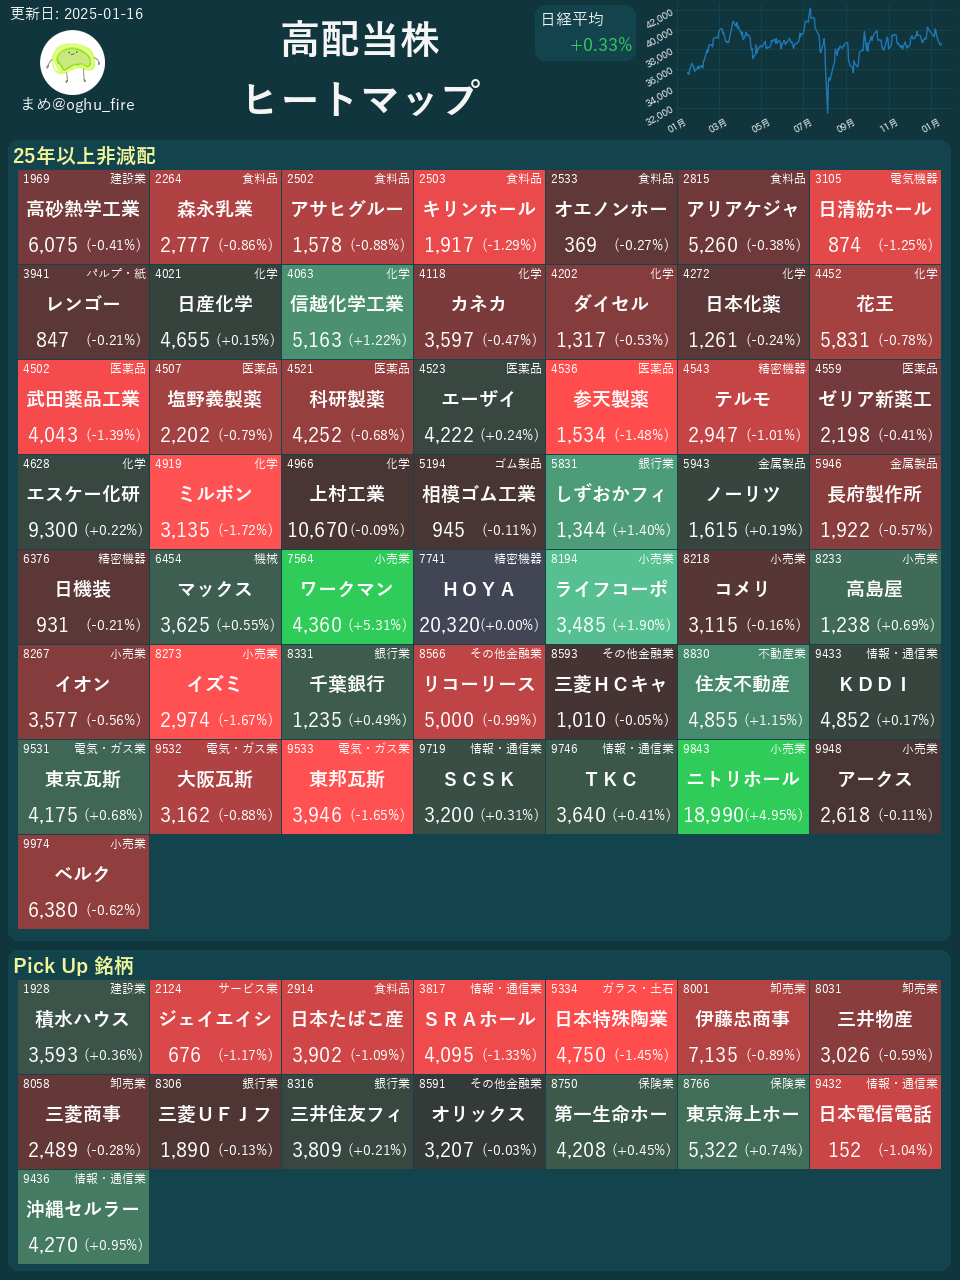 更新日: 2025-01-16
まめ@oghu_fire
高配当株
ヒートマップ
日経平均
+0.33%
42,000
40,000
38,000
36,000
34,000
32,000
01月 03月 05月 07月 09月 11月 01月
25年以上非減配
1969 建設業 2264 食料品 2502 食料品 2503 食料品 2533 食料品 2815 食料品 3105 電気機器
高砂熱学工業 森永乳業 アサヒグルー キリンホール オエノンホー アリアケジャ 日清紡ホール
6,075 (-0.41%) 2,777 (-0.86%) 1,578 (-0.88%) 1,917 (-1.29%) 369 (-0.27%) 5,260 (-0.38%) 874 (-1.25%)
3941 パルプ・紙 4021 化学 4063 化学 4118 化学 4202 化学 4272 化学 4452 化学
レンゴー 日産化学 信越化学工業 カネカ ダイセル 日本化薬 花王
847 (-0.21%) 4,655 (+0.15%) 5,163 (+1.22%) 3,597 (-0.47%) 1,317 (-0.53%) 1,261 (-0.24%) 5,831 (-0.78%)
4502 医薬品 4507 医薬品 4521 医薬品 4523 医薬品 4536 医薬品 4543 精密機器 4559 医薬品
武田薬品工業 塩野義製薬 科研製薬 エーザイ 参天製薬 テルモ ゼリア新薬工
4,043 (-1.39%) 2,202 (-0.79%) 4,252 (-0.68%) 4,222 (+0.24%) 1,534 (-1.48%) 2,947 (-1.01%) 2,198 (-0.41%)
4628 化学 4919 化学 4966 化学 5194 ゴム製品 5831 銀行業 5943 金属製品 5946 金属製品
エスケー化研 ミルボン 上村工業 相模ゴム工業 しずおかフィ ノーリツ 長府製作所
9,300 (+0.22%) 3,135 (-1.72%) 10,670 (-0.09%) 945 (-0.11%) 1,344 (+1.40%) 1,615 (+0.19%) 1,922 (-0.57%)
6376 精密機器 6454 機械 7564 小売業 7741 精密機器 8194 小売業 8218 小売業 8233 小売業
日機装 マックス ワークマン ＨＯＹＡ ライフコーポ コメリ 高島屋
931 (-0.21%) 3,625 (+0.55%) 4,360 (+5.31%) 20,320 (+0.00%) 3,485 (+1.90%) 3,115 (-0.16%) 1,238 (+0.69%)
8267 小売業 8273 小売業 8331 銀行業 8566 その他金融業 8593 その他金融業 8830 不動産業 9433 情報・通信業
イオン イズミ 千葉銀行 リコーリース 三菱ＨＣキャ 住友不動産 ＫＤＤＩ
3,577 (-0.56%) 2,974 (-1.67%) 1,235 (+0.49%) 5,000 (-0.99%) 1,010 (-0.05%) 4,855 (+1.15%) 4,852 (+0.17%)
9531 電気・ガス業 9532 電気・ガス業 9533 電気・ガス業 9719 情報・通信業 9746 情報・通信業 9843 小売業 9948 小売業
東京瓦斯 大阪瓦斯 東邦瓦斯 ＳＣＳＫ ＴＫＣ ニトリホール アークス
4,175 (+0.68%) 3,162 (-0.88%) 3,946 (-1.65%) 3,200 (+0.31%) 3,640 (+0.41%) 18,990 (+4.95%) 2,618 (-0.11%)
9974 小売業
ベルク
6,380 (-0.62%)
Pick Up 銘柄
1928 建設業 2124 サービス業 2914 食料品 3817 情報・通信業 5334 ガラス・土石 8001 卸売業 8031 卸売業
積水ハウス ジェイエイシ 日本たばこ産 ＳＲＡホール 日本特殊陶業 伊藤忠商事 三井物産
3,593 (+0.36%) 676 (-1.17%) 3,902 (-1.09%) 4,095 (-1.33%) 4,750 (-1.45%) 7,135 (-0.89%) 3,026 (-0.59%)
8058 卸売業 8306 銀行業 8316 銀行業 8591 その他金融業 8750 保険業 8766 保険業 9432 情報・通信業
三菱商事 三菱ＵＦＪフ 三井住友フィ オリックス 第一生命ホー 東京海上ホー 日本電信電話
2,489 (-0.28%) 1,890 (-0.13%) 3,809 (+0.21%) 3,207 (-0.03%) 4,208 (+0.45%) 5,322 (+0.74%) 152 (-1.04%)
9436 情報・通信業
沖縄セルラー
4,270 (+0.95%)